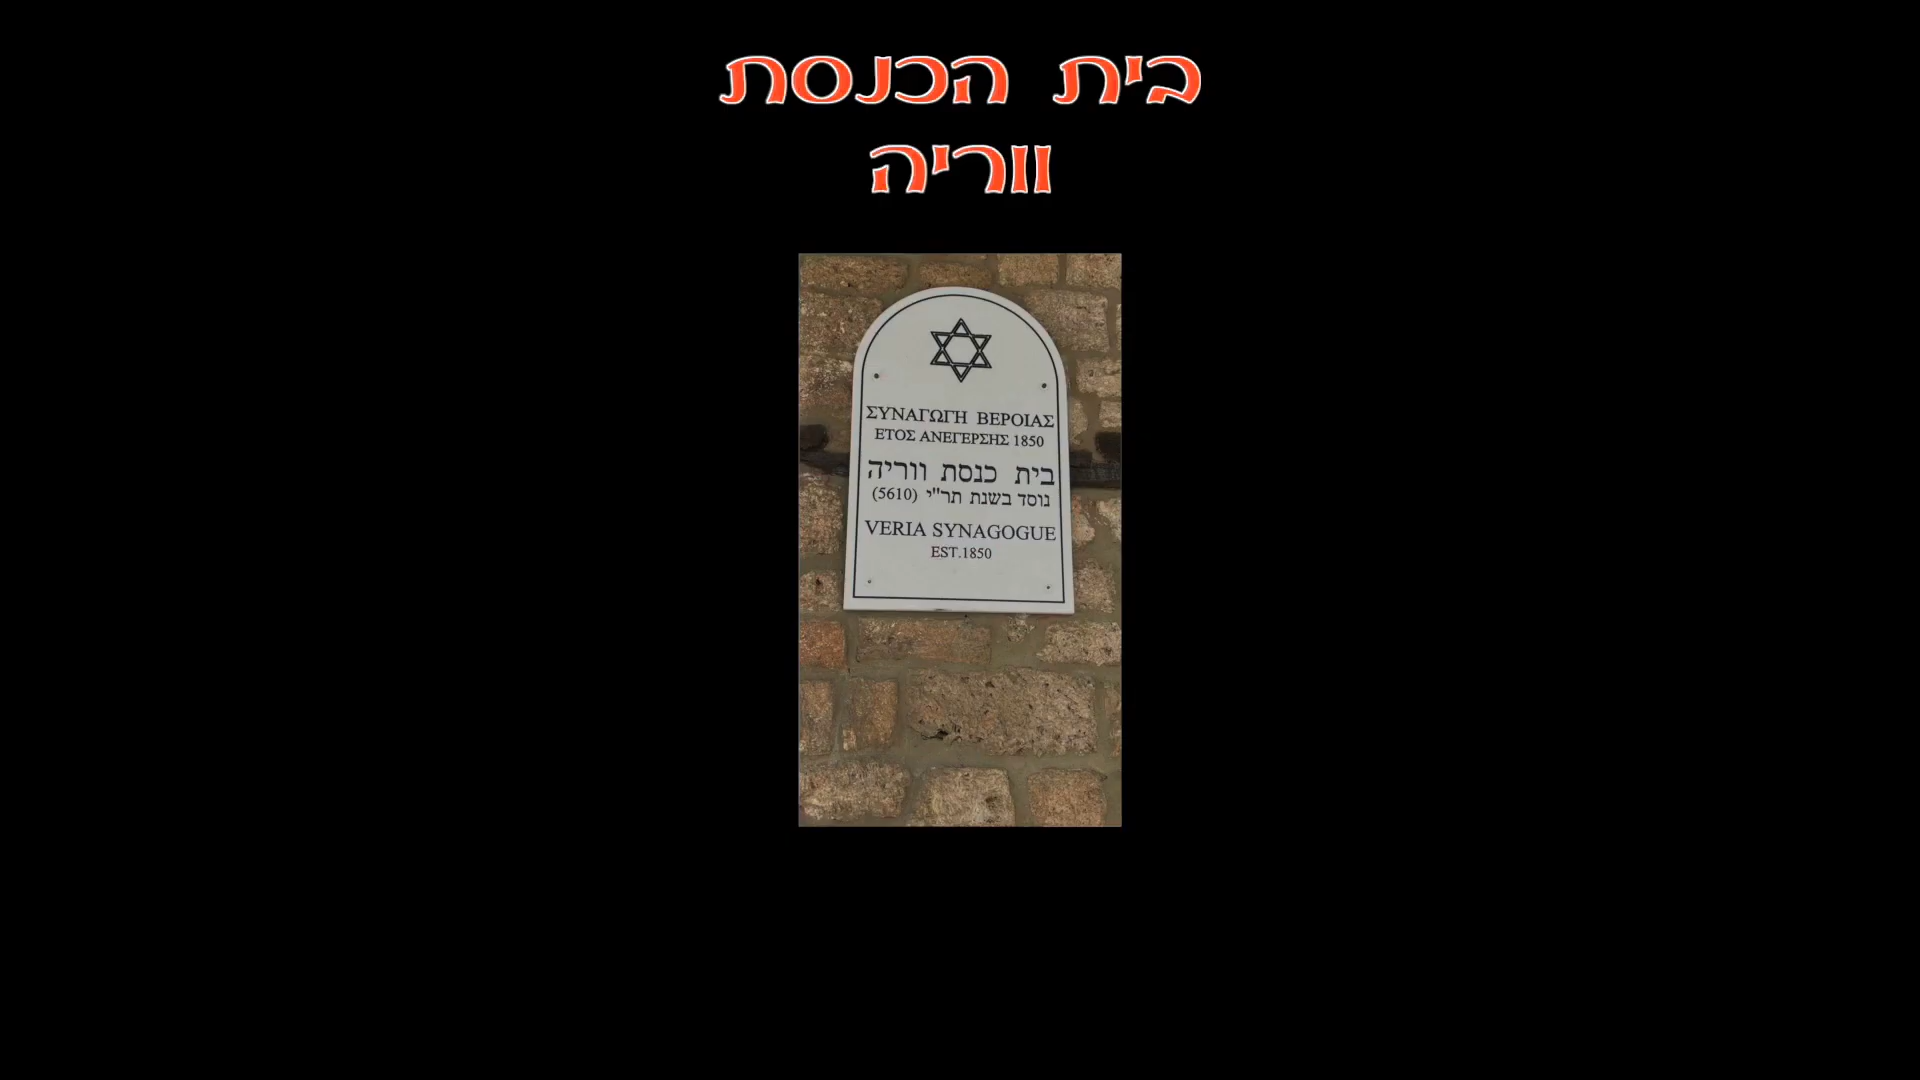 בית הכנסת
ווריה
ΣΥΝΑΓΩΓΗ ΒΕΡΟΙΑΣ
ΕΤΟΣ ΑΝΕΓΕΡΣΗΣ 1850
בית כנסת ווריה
נוסד בשנת תר"י (5610)
VERIA SYNAGOGUE
EST.1850